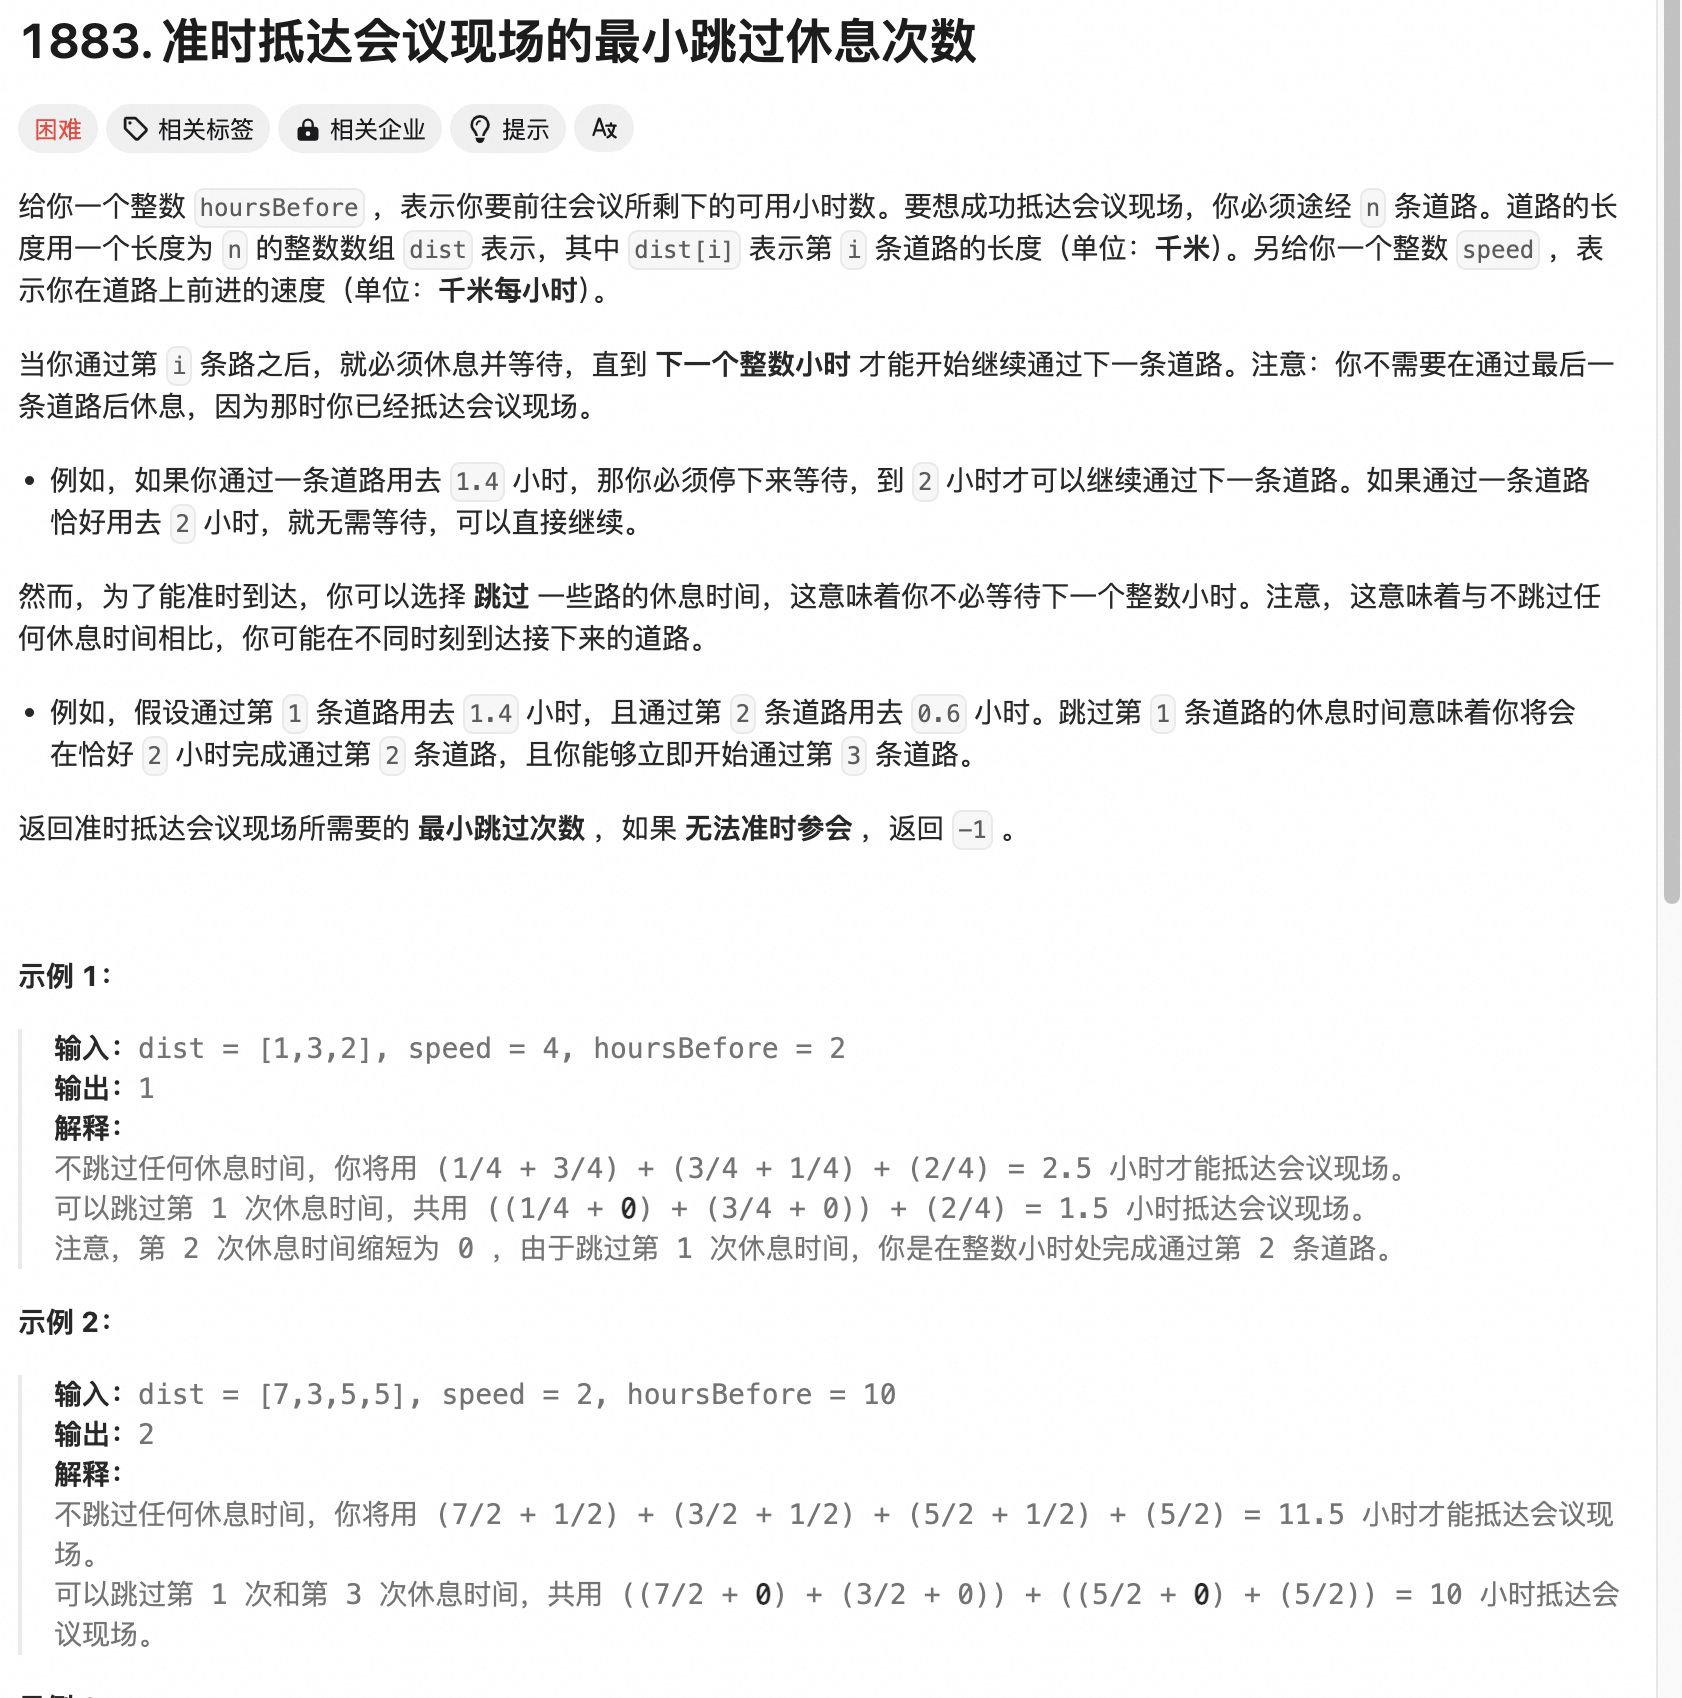 1883. 准时抵达会议现场的最小跳过休息次数
困难 相关标签 相关企业 提示 A文
给你一个整数 hoursBefore ，表示你要前往会议所剩下的可用小时数。要想成功抵达会议现场，你必须途经 n 条道路。道路的长
度用一个长度为 n 的整数数组 dist 表示，其中 dist[i] 表示第 i 条道路的长度（单位：千米）。另给你一个整数 speed ，表
示你在道路上前进的速度（单位：千米每小时）。
当你通过第 i 条路之后，就必须休息并等待，直到 下一个整数小时 才能开始继续通过下一条道路。注意：你不需要在通过最后一
条道路后休息，因为那时你已经抵达会议现场。
• 例如，如果你通过一条道路用去 1.4 小时，那你必须停下来等待，到 2 小时才可以继续通过下一条道路。如果通过一条道路
恰好用去 2 小时，就无需等待，可以直接继续。
然而，为了能准时到达，你可以选择 跳过 一些路的休息时间，这意味着你不必等待下一个整数小时。注意，这意味着与不跳过任
何休息时间相比，你可能在不同时刻到达接下来的道路。
• 例如，假设通过第 1 条道路用去 1.4 小时，且通过第 2 条道路用去 0.6 小时。跳过第 1 条道路的休息时间意味着你将会
在恰好 2 小时完成通过第 2 条道路，且你能够立即开始通过第 3 条道路。
返回准时抵达会议现场所需要的 最小跳过次数 ，如果 无法准时参会 ，返回 -1 。
示例 1：
输入：dist = [1,3,2], speed = 4, hoursBefore = 2
输出：1
解释：
不跳过任何休息时间，你将用 (1/4 + 3/4) + (3/4 + 1/4) + (2/4) = 2.5 小时才能抵达会议现场。
可以跳过第 1 次休息时间，共用 ((1/4 + 0) + (3/4 + 0)) + (2/4) = 1.5 小时抵达会议现场。
注意，第 2 次休息时间缩短为 0 ，由于跳过第 1 次休息时间，你是在整数小时处完成通过第 2 条道路。
示例 2：
输入：dist = [7,3,5,5], speed = 2, hoursBefore = 10
输出：2
解释：
不跳过任何休息时间，你将用 (7/2 + 1/2) + (3/2 + 1/2) + (5/2 + 1/2) + (5/2) = 11.5 小时才能抵达会议现
场。
可以跳过第 1 次和第 3 次休息时间，共用 ((7/2 + 0) + (3/2 + 0)) + ((5/2 + 0) + (5/2)) = 10 小时抵达会
议现场。